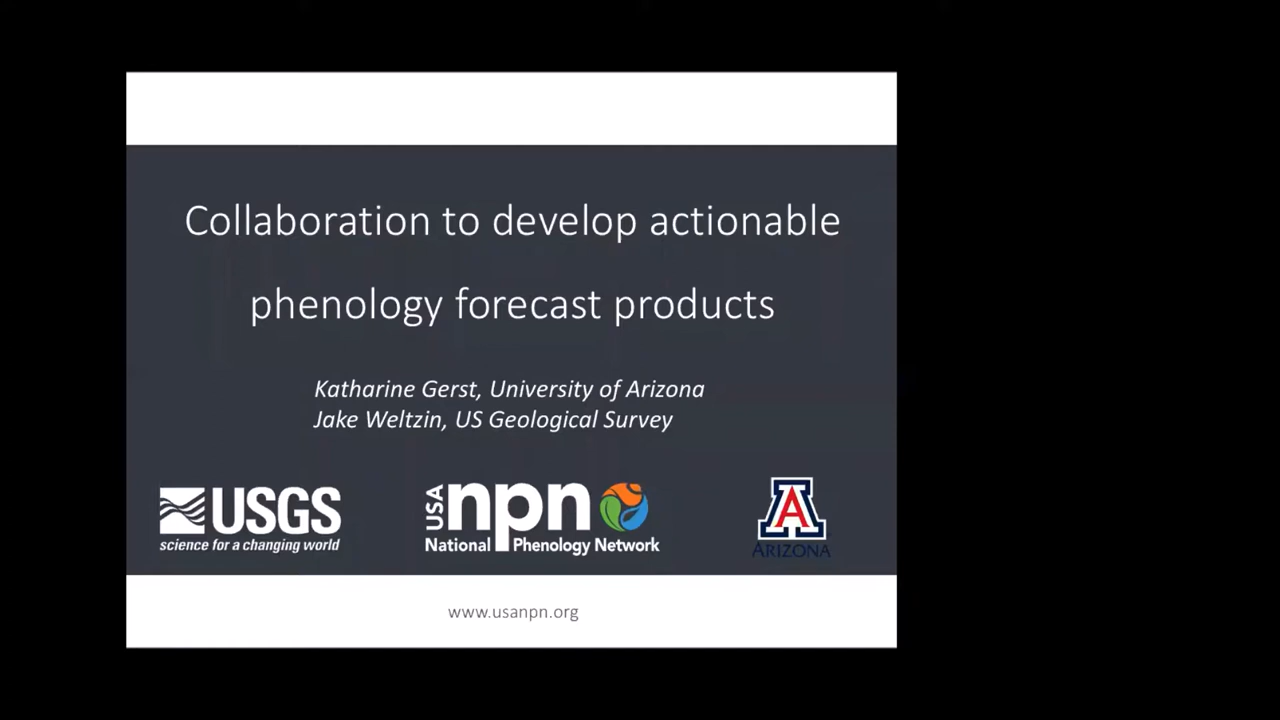 Collaboration to develop actionable
phenology forecast products
Katharine Gerst, University of Arizona
Jake Weltzin, US Geological Survey
USGS
science for a changing world
USA npn
National Phenology Network
A
ARIZONA
www.usanpn.org